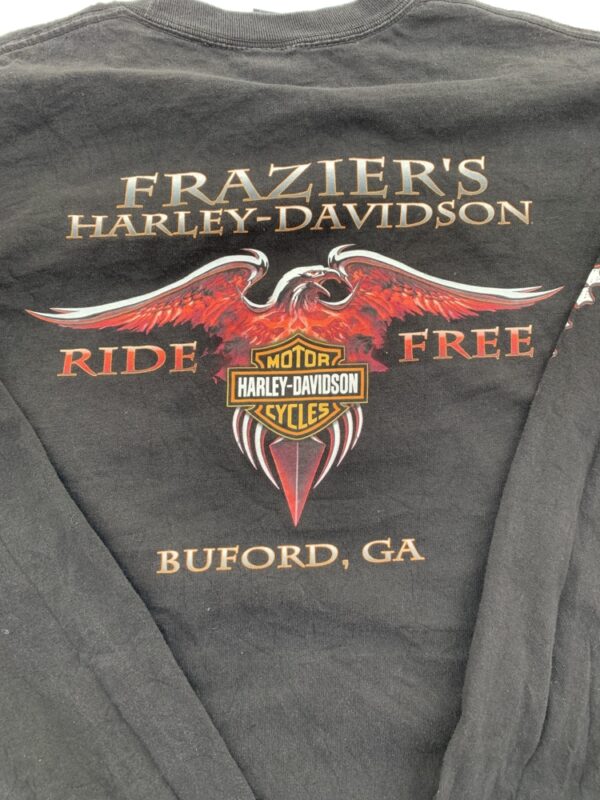 FRAZIER'S
HARLEY-DAVIDSON
RIDE FREE
MOTOR
HARLEY-DAVIDSON
CYCLES
BUFORD, GA